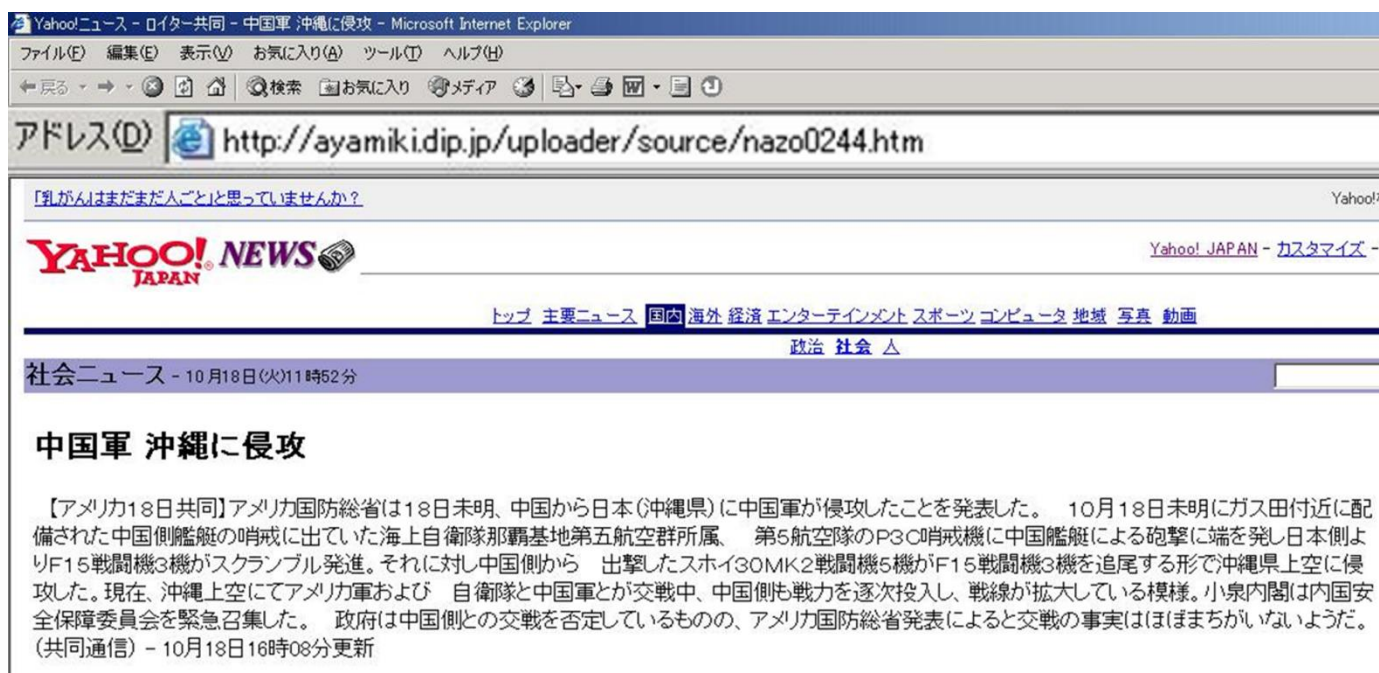 Yahoo!ニュース - ロイター共同 - 中国軍 沖縄に侵攻 - Microsoft Internet Explorer
ファイル(F) 編集(E) 表示(V) お気に入り(A) ツール(T) ヘルプ(H)
戻る 検索 お気に入り メディア
アドレス(D) http://ayamiki.dip.jp/uploader/source/nazo0244.htm
「乳がんはまだまだ人ごと」と思っていませんか? Yahoo!
YAHOO! JAPAN NEWS Yahoo! JAPAN - カスタマイズ -
トップ 主要ニュース 国内 海外 経済 エンターテインメント スポーツ コンピュータ 地域 写真 動画
政治 社会 人
社会ニュース - 10月18日(火)11時52分
中国軍 沖縄に侵攻
【アメリカ18日共同】アメリカ国防総省は18日未明、中国から日本(沖縄県)に中国軍が侵攻したことを発表した。 10月18日未明にガス田付近に配
備された中国側艦艇の哨戒に出ていた海上自衛隊那覇基地第五航空群所属、 第5航空隊のP3C哨戒機に中国艦艇による砲撃に端を発し日本側よ
りF15戦闘機3機がスクランブル発進。それに対し中国側から 出撃したスホイ30MK2戦闘機5機がF15戦闘機3機を追尾する形で沖縄県上空に侵
攻した。現在、沖縄上空にてアメリカ軍および 自衛隊と中国軍とが交戦中、中国側も戦力を逐次投入し、戦線が拡大している模様。小泉内閣は内国安
全保障委員会を緊急召集した。 政府は中国側との交戦を否定しているものの、アメリカ国防総省発表によると交戦の事実はほぼまちがいないようだ。
(共同通信) - 10月18日16時08分更新